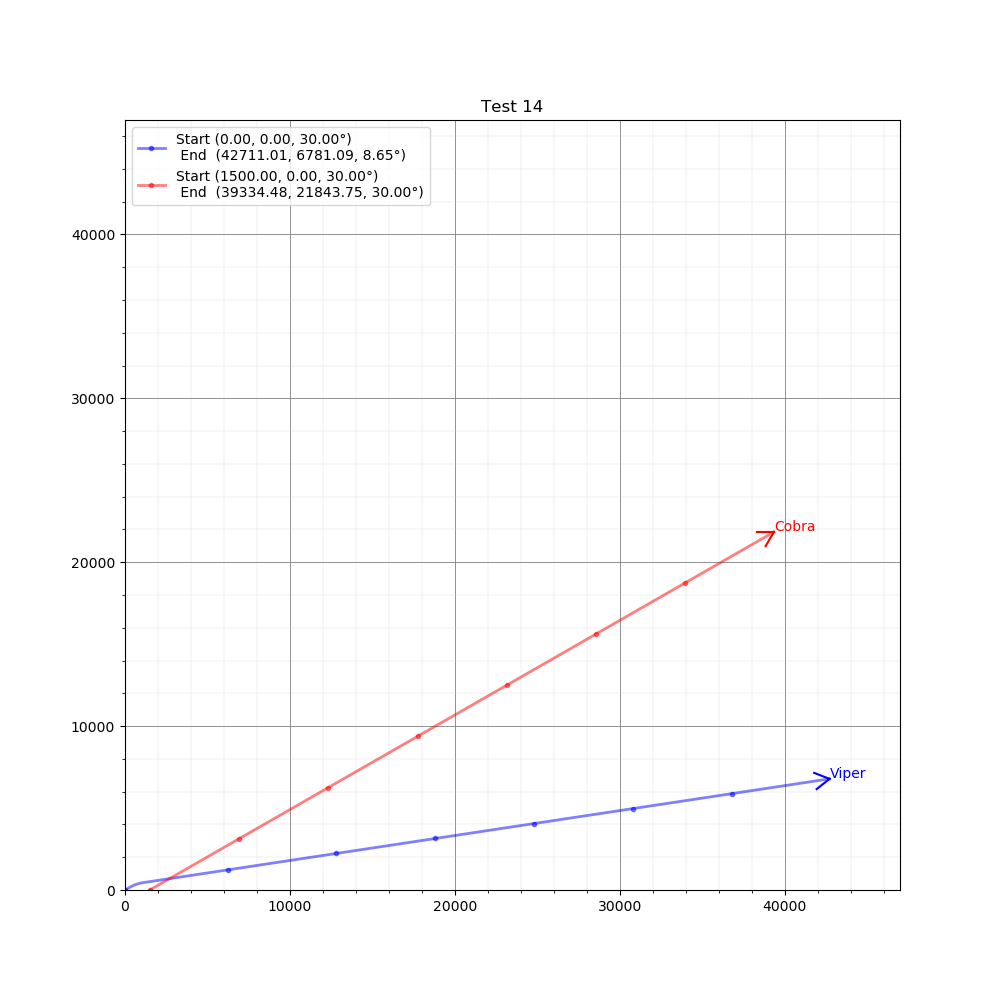 Test 14
Start (0.00, 0.00, 30.00°)
End (42711.01, 6781.09, 8.65°)
Start (1500.00, 0.00, 30.00°)
End (39334.48, 21843.75, 30.00°)
40000
30000
Cobra
20000
10000
Viper
0
0 10000 20000 30000 40000